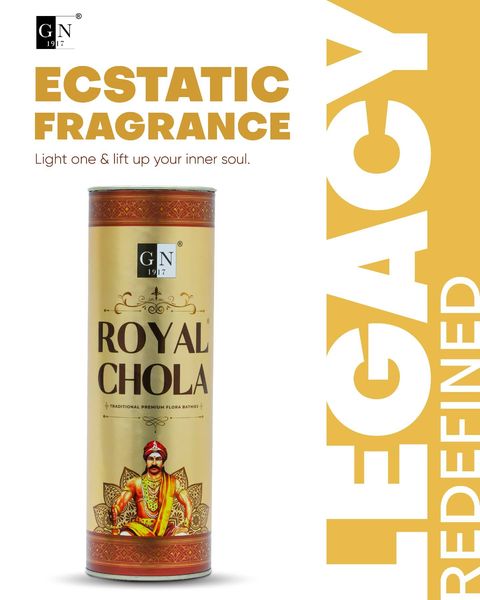 GN®
1917
ECSTATIC
FRAGRANCE
Light one & lift up your inner soul.
GN®
1917
ROYAL
CHOLA
TRADITIONAL PREMIUM FLORA BATHIES
LEGACY
REDEFINED